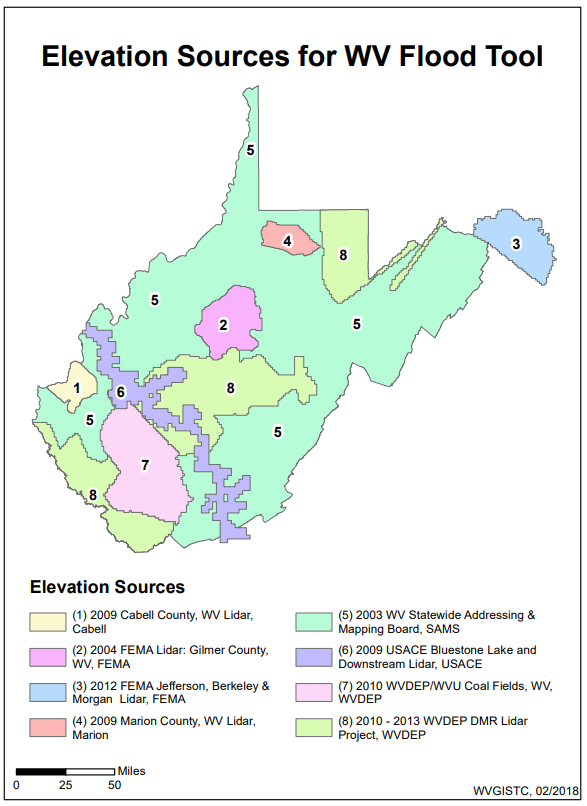 Elevation Sources for WV Flood Tool
5
4
8
3
5
2
5
1
6
8
5
5
7
8
Elevation Sources
(1) 2009 Cabell County, WV Lidar,
Cabell
(2) 2004 FEMA Lidar: Gilmer County,
WV, FEMA
(3) 2012 FEMA Jefferson, Berkeley &
Morgan Lidar, FEMA
(4) 2009 Marion County, WV Lidar,
Marion
(5) 2003 WV Statewide Addressing &
Mapping Board, SAMS
(6) 2009 USACE Bluestone Lake and
Downstream Lidar, USACE
(7) 2010 WVDEP/WVU Coal Fields, WV,
WVDEP
(8) 2010 - 2013 WVDEP DMR Lidar
Project, WVDEP
Miles
0 25 50
WVGISTC, 02/2018